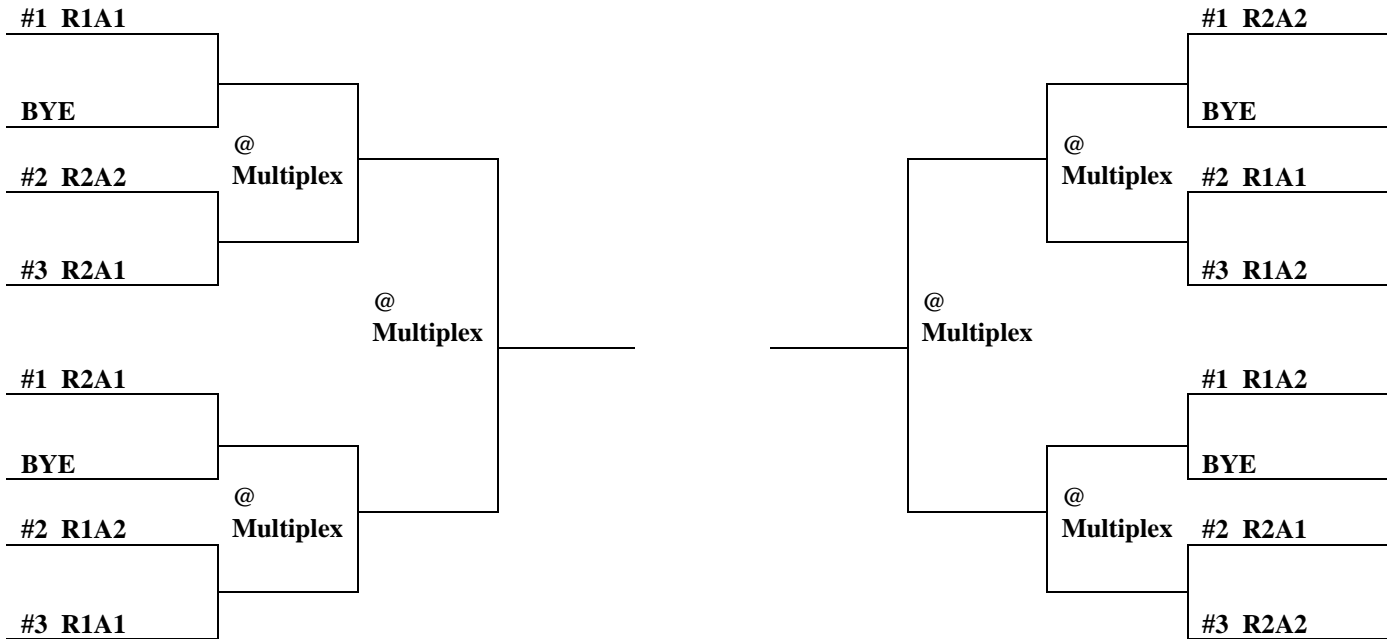 #1 R1A1
BYE
@
Multiplex
#2 R2A2
#3 R2A1
@
Multiplex
#1 R2A1
BYE
@
Multiplex
#2 R1A2
#3 R1A1
#1 R2A2
BYE
@
Multiplex
#2 R1A1
#3 R1A2
@
Multiplex
#1 R1A2
BYE
@
Multiplex
#2 R2A1
#3 R2A2